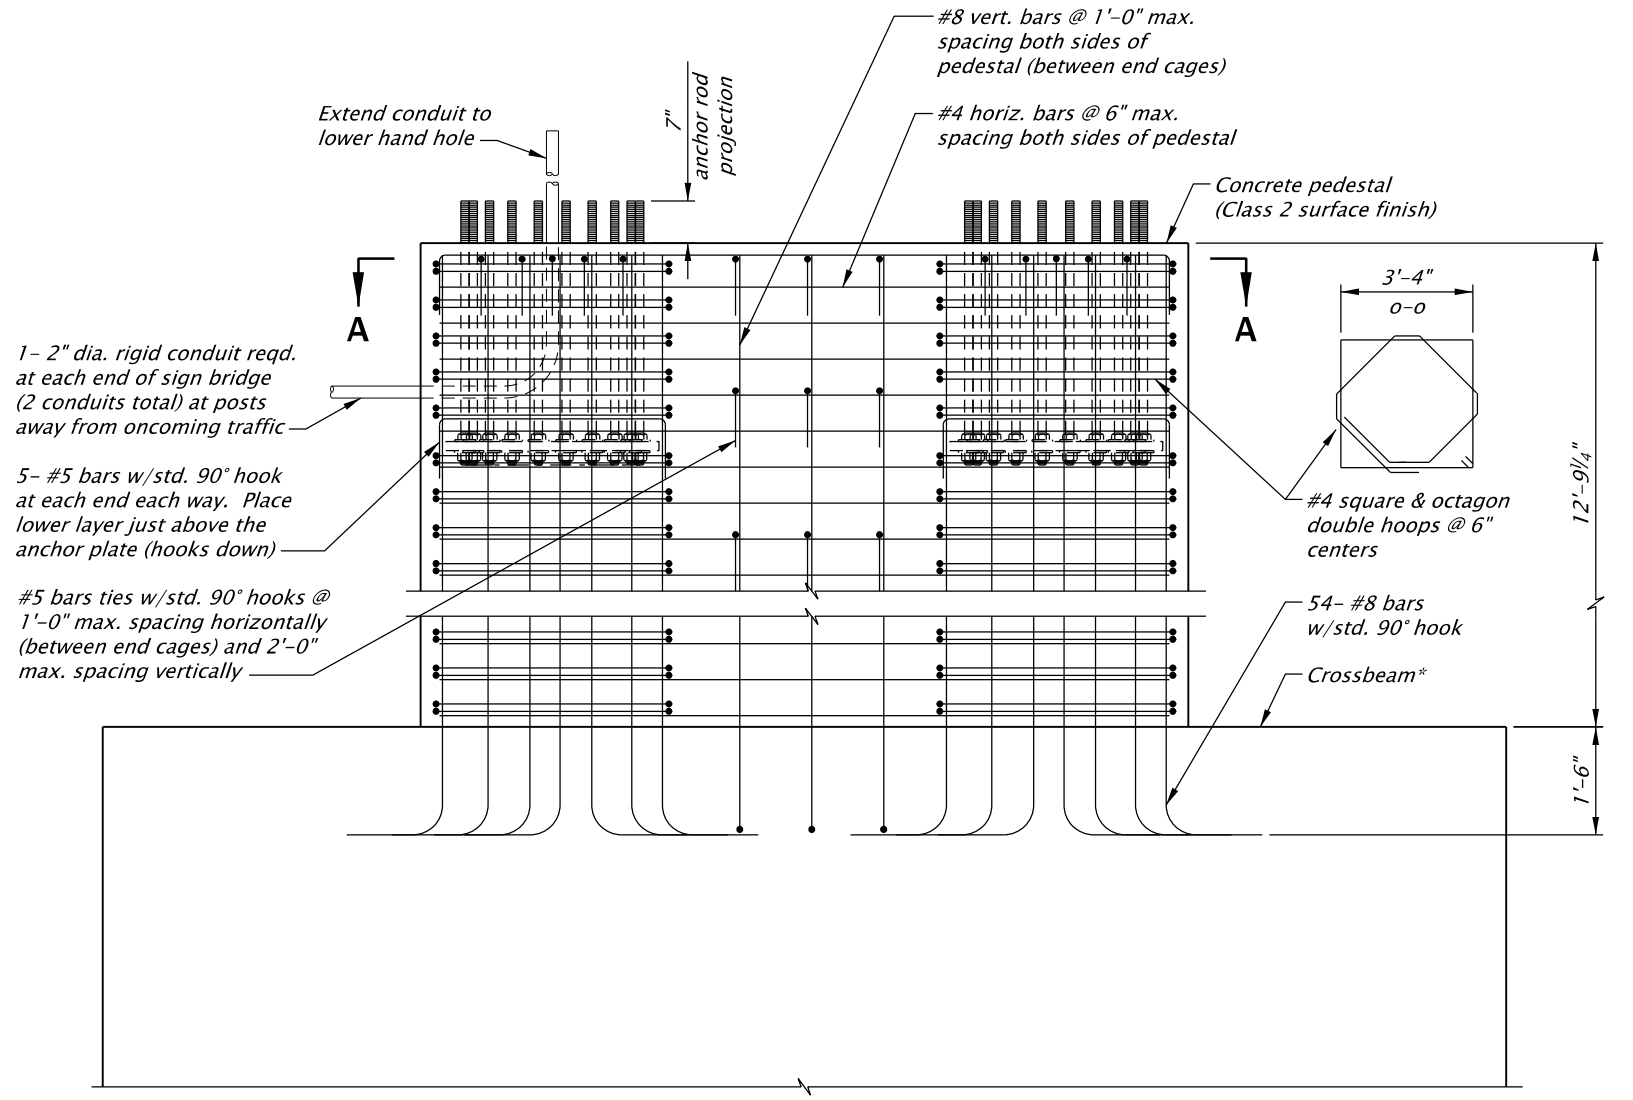 #8 vert. bars @ 1'-0" max.
spacing both sides of
pedestal (between end cages)
#4 horiz. bars @ 6" max.
spacing both sides of pedestal
Extend conduit to
lower hand hole
7"
anchor rod
projection
Concrete pedestal
(Class 2 surface finish)
A
A
3'-4"
o-o
1- 2" dia. rigid conduit reqd.
at each end of sign bridge
(2 conduits total) at posts
away from oncoming traffic
5- #5 bars w/std. 90° hook
at each end each way. Place
lower layer just above the
anchor plate (hooks down)
#5 bars ties w/std. 90° hooks @
1'-0" max. spacing horizontally
(between end cages) and 2'-0"
max. spacing vertically
#4 square & octagon
double hoops @ 6"
centers
12'-9¼"
54- #8 bars
w/std. 90° hook
Crossbeam*
1'-6"